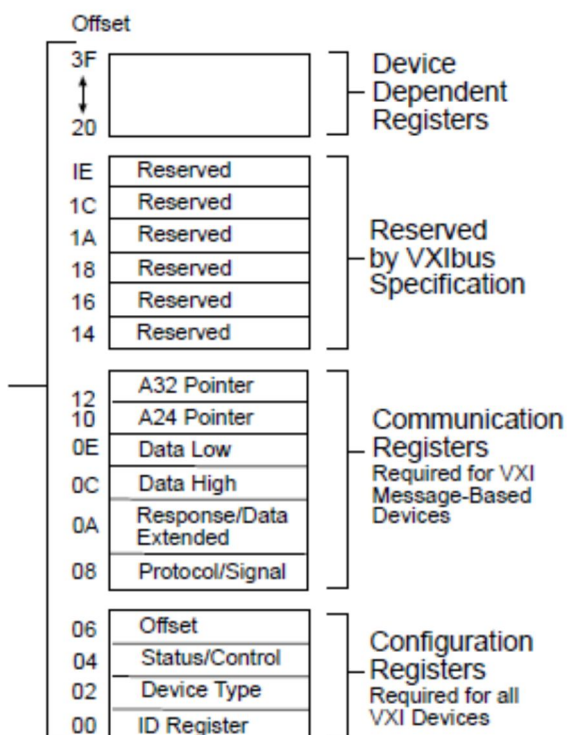 Offset
3F
20
Device
Dependent
Registers
IE Reserved
1C Reserved
1A Reserved
18 Reserved
16 Reserved
14 Reserved
Reserved
by VXIbus
Specification
12 A32 Pointer
10 A24 Pointer
0E Data Low
0C Data High
0A Response/Data
Extended
08 Protocol/Signal
Communication
Registers
Required for VXI
Message-Based
Devices
06 Offset
04 Status/Control
02 Device Type
00 ID Register
Configuration
Registers
Required for all
VXI Devices